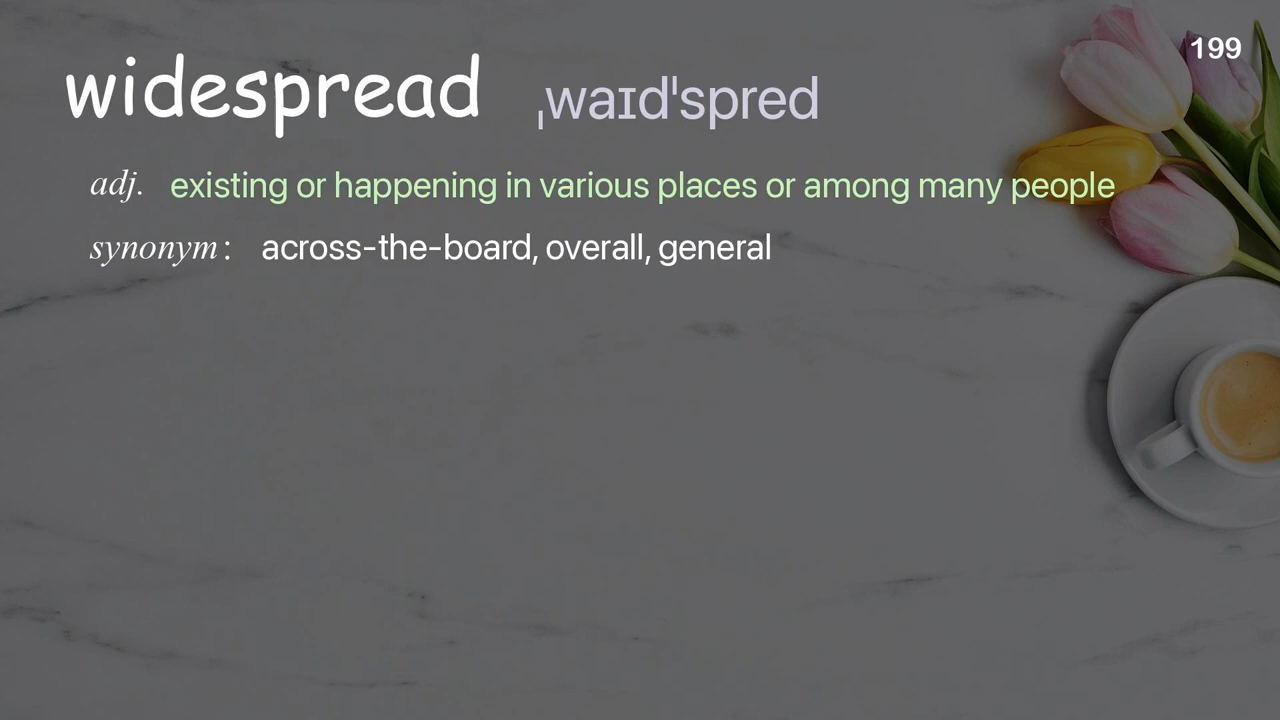 199
widespread ˌwaɪdˈspred
adj. existing or happening in various places or among many people
synonym: across-the-board, overall, general